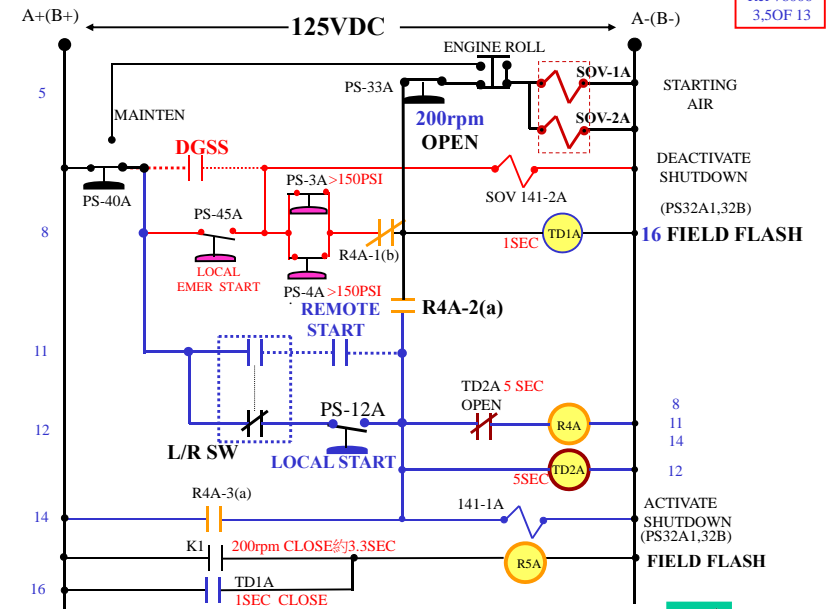 A+(B+)
125VDC
A-(B-)
3,5OF 13
ENGINE ROLL
5
MAINTEN
PS-33A
SOV-1A
STARTING
AIR
200rpm
OPEN
SOV-2A
DGSS
PS-40A
PS-3A >150PSI
SOV 141-2A
DEACTIVATE
SHUTDOWN
(PS32A1,32B)
8
PS-45A
LOCAL
EMER START
R4A-1(b)
1SEC
TD1A
16 FIELD FLASH
PS-4A >150PSI
REMOTE
START
R4A-2(a)
11
TD2A 5 SEC
OPEN
8
11
14
12
L/R SW
PS-12A
LOCAL START
R4A
5SEC
TD2A
12
R4A-3(a)
14
141-1A
ACTIVATE
SHUTDOWN
(PS32A1,32B)
K1
200rpm CLOSE約3.3SEC
R5A
FIELD FLASH
16
TD1A
1SEC CLOSE